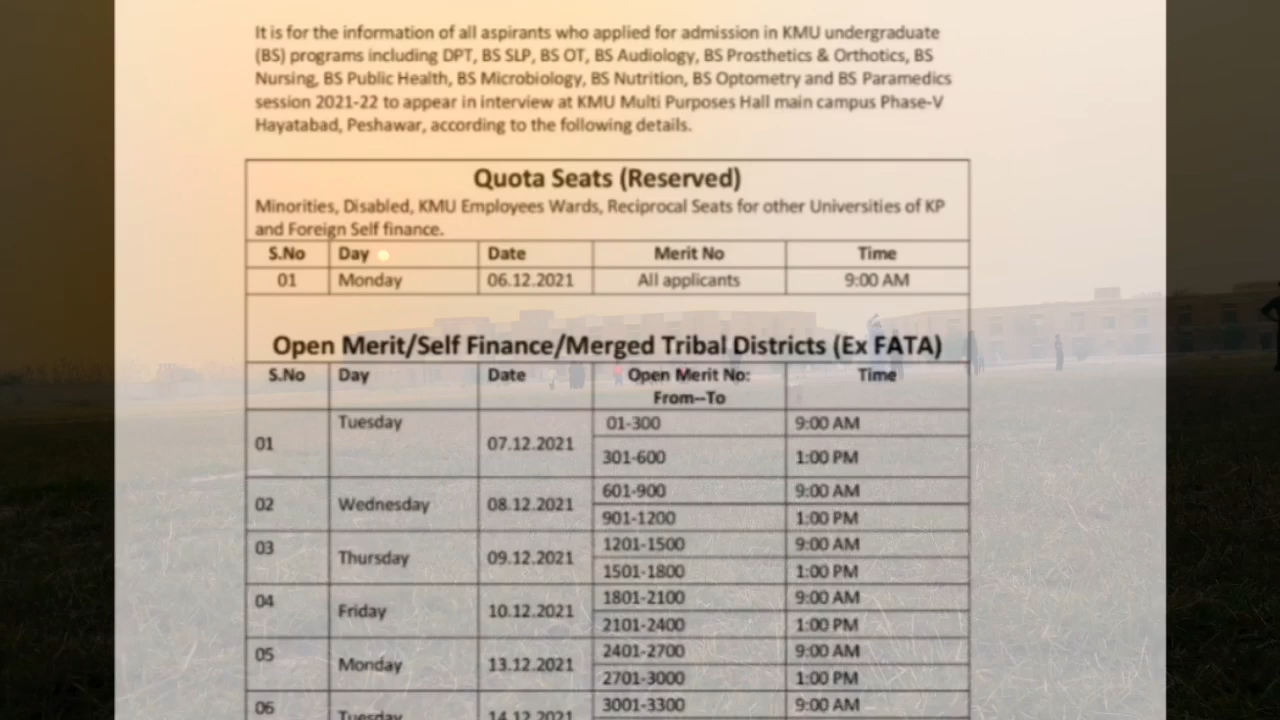 It is for the information of all aspirants who applied for admission in KMU undergraduate
(BS) programs including DPT, BS SLP, BS OT, BS Audiology, BS Prosthetics & Orthotics, BS
Nursing, BS Public Health, BS Microbiology, BS Nutrition, BS Optometry and BS Paramedics
session 2021-22 to appear in interview at KMU Multi Purposes Hall main campus Phase-V
Hayatabad, Peshawar, according to the following details.
Quota Seats (Reserved)
Minorities, Disabled, KMU Employees Wards, Reciprocal Seats for other Universities of KP
and Foreign Self finance.
S.No Day Date Merit No Time
01 Monday 06.12.2021 All applicants 9:00 AM
Open Merit/Self Finance/Merged Tribal Districts (Ex FATA)
S.No Day Date Open Merit No: Time
From--To
01 Tuesday 07.12.2021 01-300 9:00 AM
301-600 1:00 PM
02 Wednesday 08.12.2021 601-900 9:00 AM
901-1200 1:00 PM
03 Thursday 09.12.2021 1201-1500 9:00 AM
1501-1800 1:00 PM
04 Friday 10.12.2021 1801-2100 9:00 AM
2101-2400 1:00 PM
05 Monday 13.12.2021 2401-2700 9:00 AM
2701-3000 1:00 PM
06 Tuesday 14.12.2021 3001-3300 9:00 AM